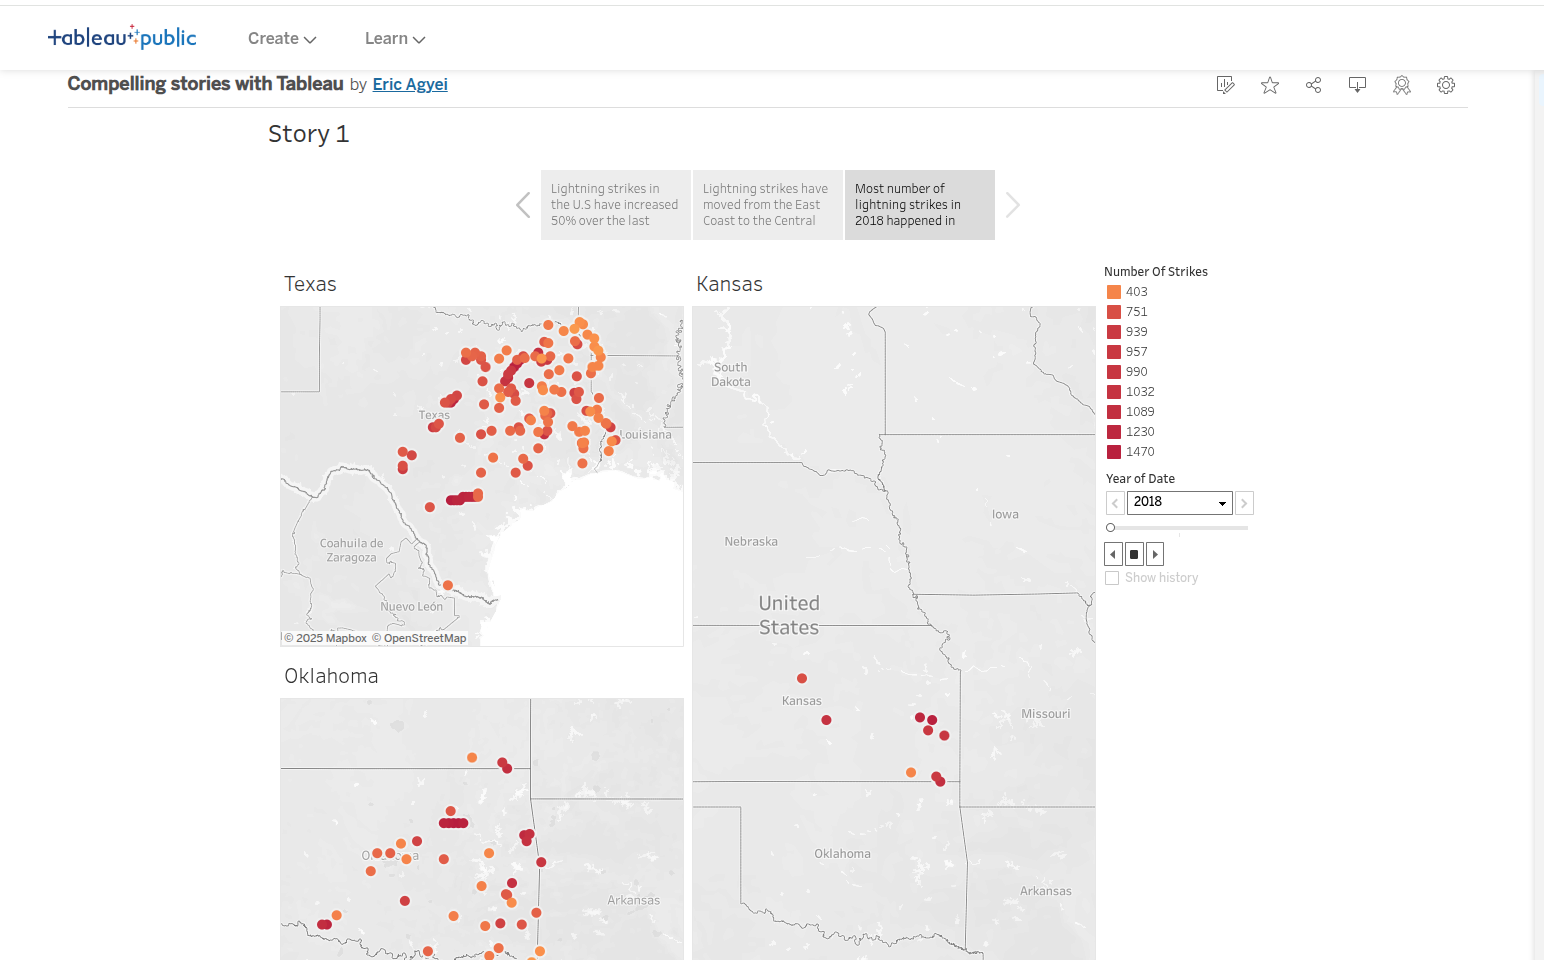 +ableau public
Create
Learn
Compelling stories with Tableau by Eric Agyei
Story 1
Lightning strikes in
the U.S have increased
50% over the last
Lightning strikes have
moved from the East
Coast to the Central
Most number of
lightning strikes in
2018 happened in
Texas
Texas
Louisiana
Coahuila de
Zaragoza
Nuevo León
© 2025 Mapbox © OpenStreetMap
Oklahoma
Arkansas
Kansas
South
Dakota
Iowa
Nebraska
United
States
Kansas
Missouri
Oklahoma
Arkansas
Number Of Strikes
403
751
939
957
990
1032
1089
1230
1470
Year of Date
2018
Show history